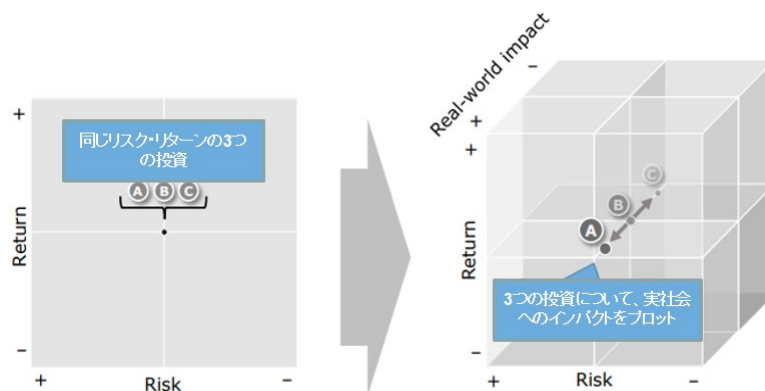 +
同じリスク・リターンの3つ
の投資
A B C
Return
–
+
Risk
–
Real-world impact
–
+
+
C
B
A
Return
3つの投資について、実社会
へのインパクトをプロット
–
+
Risk
–